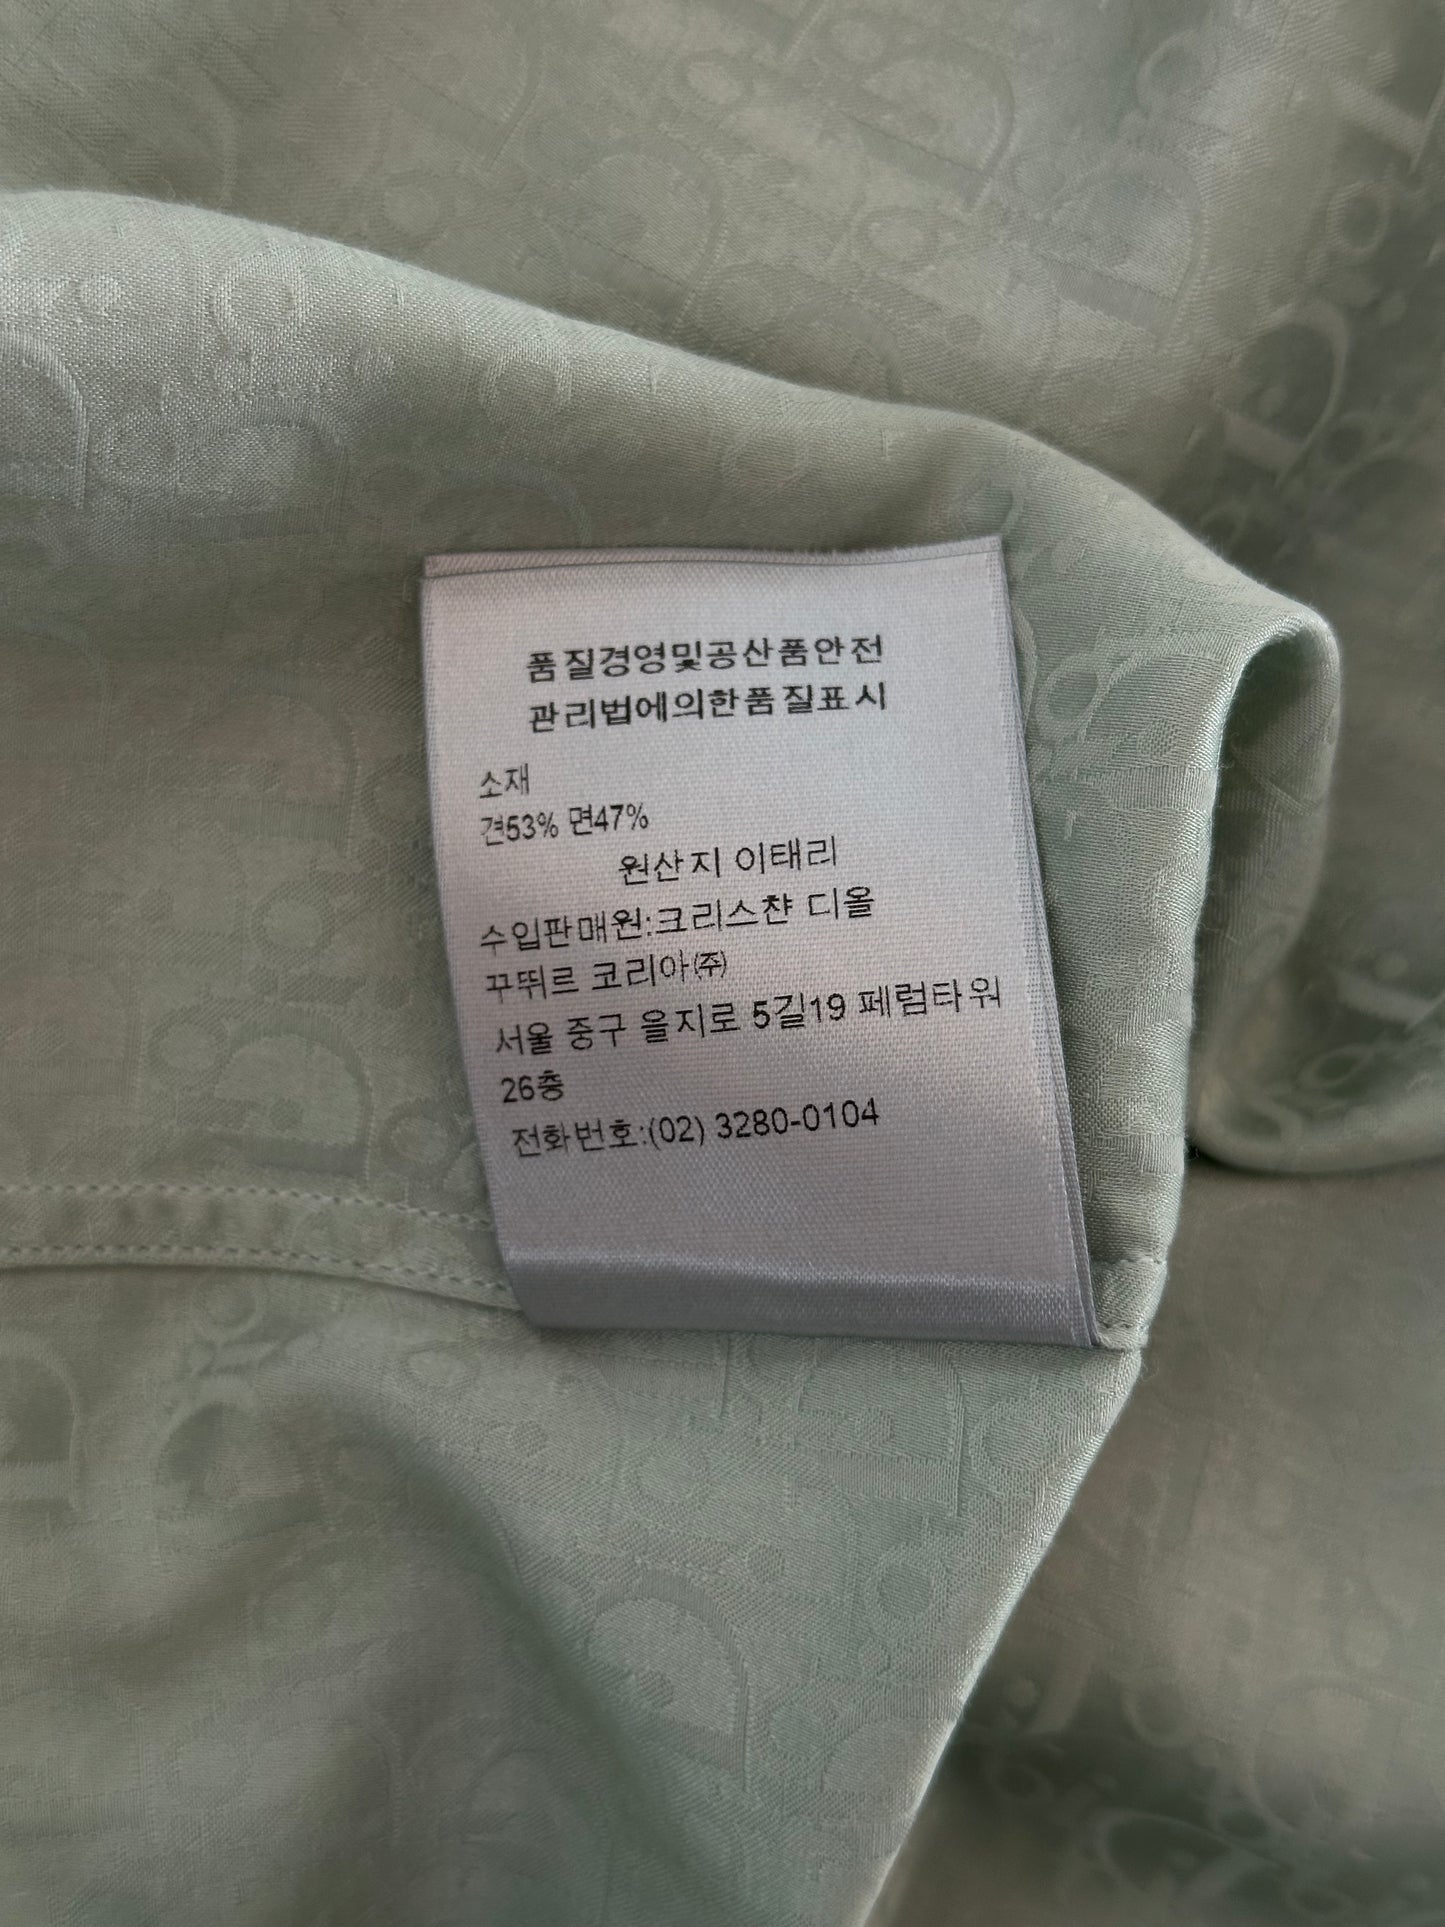 품질경영및공산품안전
관리법에의한품질표시
소재
견53% 면47%
원산지 이태리
수입판매원:크리스챤 디올
꾸뛰르 코리아㈜
서울 중구 을지로 5길19 페럼타워
26층
전화번호:(02) 3280-0104